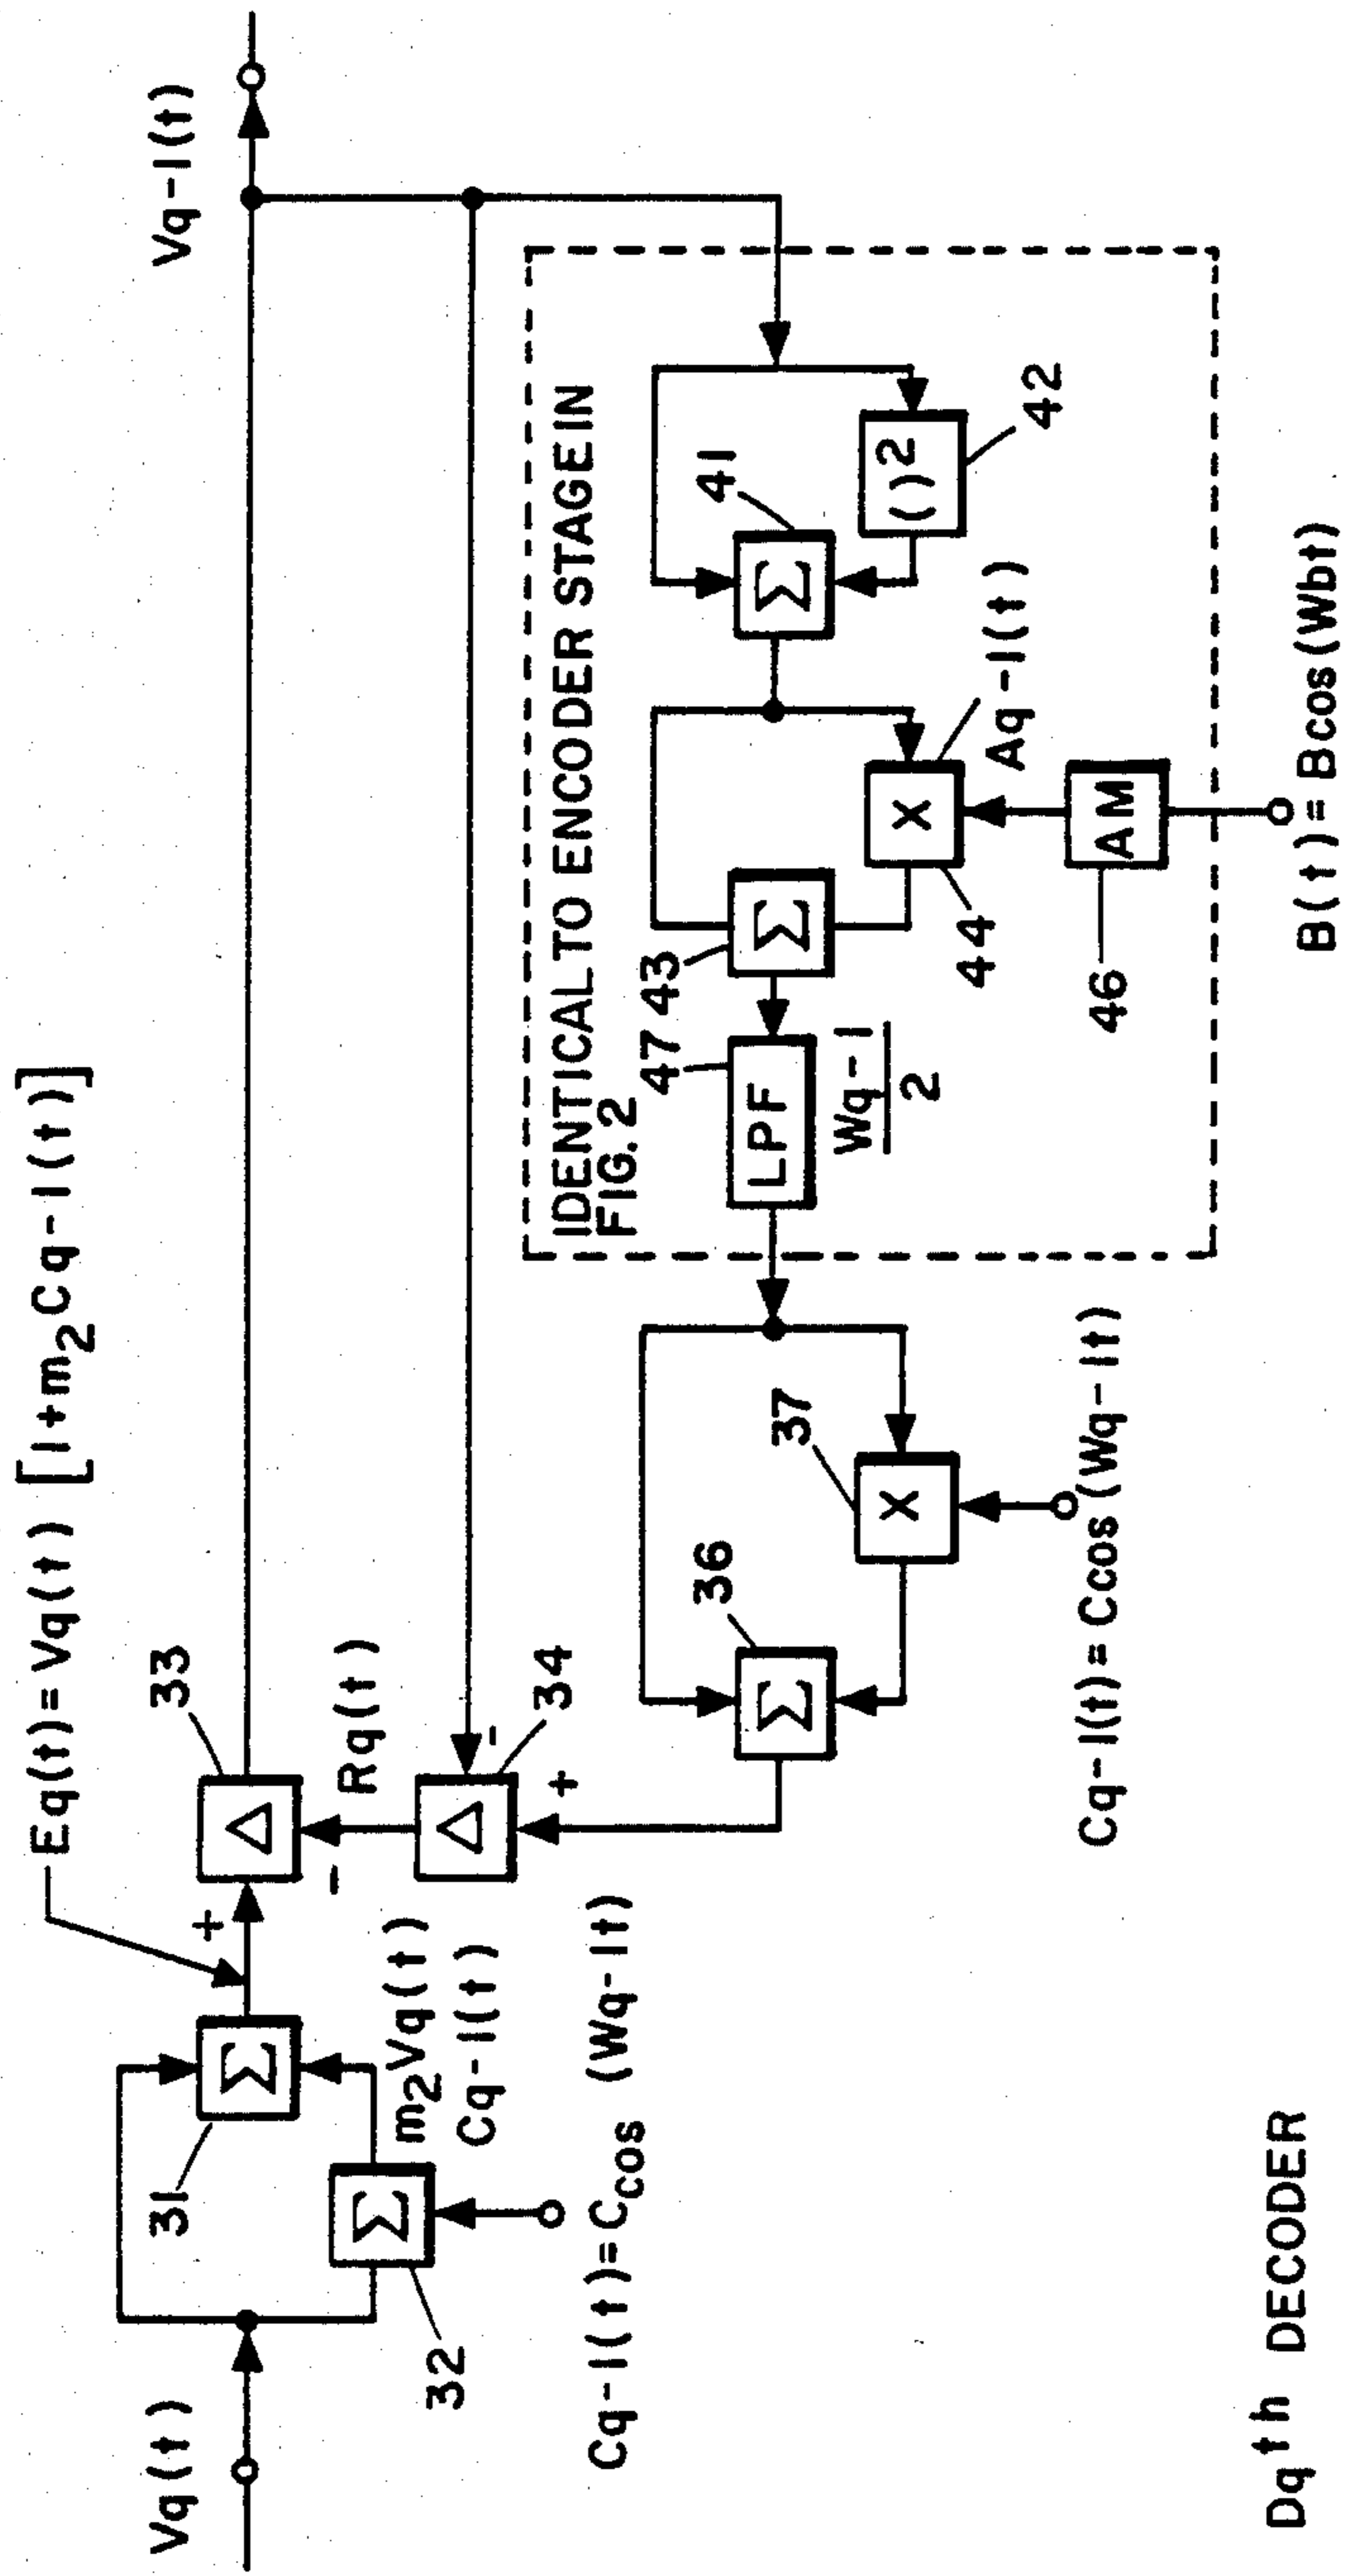 Eq(t)=Vq(t) [1+m2Cq-1(t)]
Vq(t)
31
32
Cq-1(t)=Ccos (Wq-1t)
m2Vq(t)
Cq-1(t)
Σ
Σ
+
-
33
Δ
Rq(t)
Δ
34
+
-
Vq-1(t)
36
Σ
37
X
Cq-1(t)=Ccos(Wq-1t)
IDENTICAL TO ENCODER STAGE IN
FIG. 2
47
LPF
Wq-1
2
43
Σ
44
X
Aq-1(t)
46
AM
B(t)=Bcos(Wbt)
41
Σ
( )2
42
Dqth DECODER